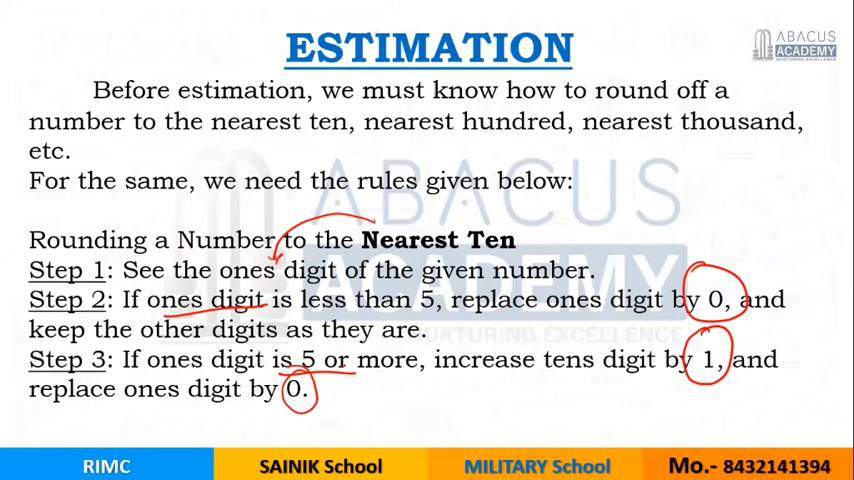 ESTIMATION
ABACUS
ACADEMY
NURTURING EXCELLENCE
Before estimation, we must know how to round off a
number to the nearest ten, nearest hundred, nearest thousand,
etc.
For the same, we need the rules given below:
ABACUS
ACADEMY
NURTURING EXCELLENCE
Rounding a Number to the Nearest Ten
Step 1: See the ones digit of the given number.
Step 2: If ones digit is less than 5, replace ones digit by 0, and
keep the other digits as they are.
Step 3: If ones digit is 5 or more, increase tens digit by 1, and
replace ones digit by 0.
RIMC SAINIK School MILITARY School Mo.- 8432141394